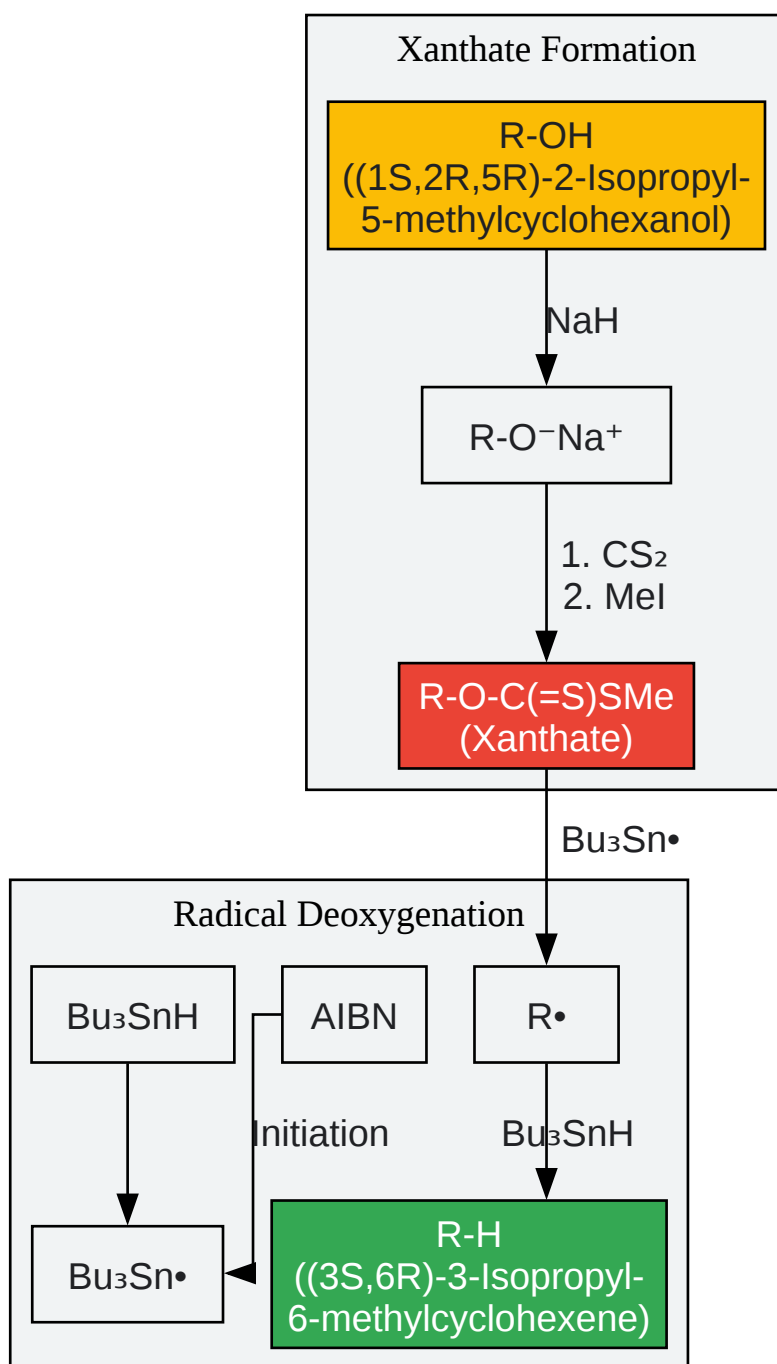 Xanthate Formation
R-OH
((1S,2R,5R)-2-Isopropyl-
5-methylcyclohexanol)
NaH
R-O⁻Na⁺
1. CS₂
2. MeI
R-O-C(=S)SMe
(Xanthate)
Bu₃Sn•
Radical Deoxygenation
Bu₃SnH
AIBN
R•
Initiation
Bu₃SnH
Bu₃Sn•
R-H
((3S,6R)-3-Isopropyl-
6-methylcyclohexene)